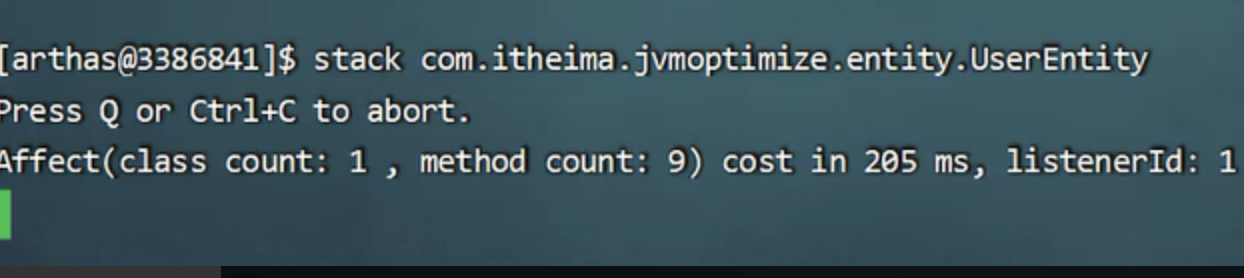 [arthas@3386841]$ stack com.itheima.jvmoptimize.entity.UserEntity
Press Q or Ctrl+C to abort.
Affect(class count: 1 , method count: 9) cost in 205 ms, listenerId: 1